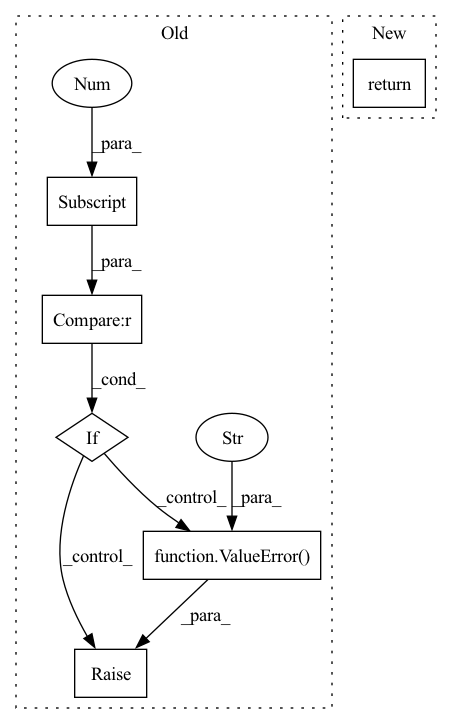 Old
New
Num
return
_para_
Subscript
_para_
Compare:r
_cond_
If
Str
_control_
_para_
_control_
function.ValueError()
_para_
Raise